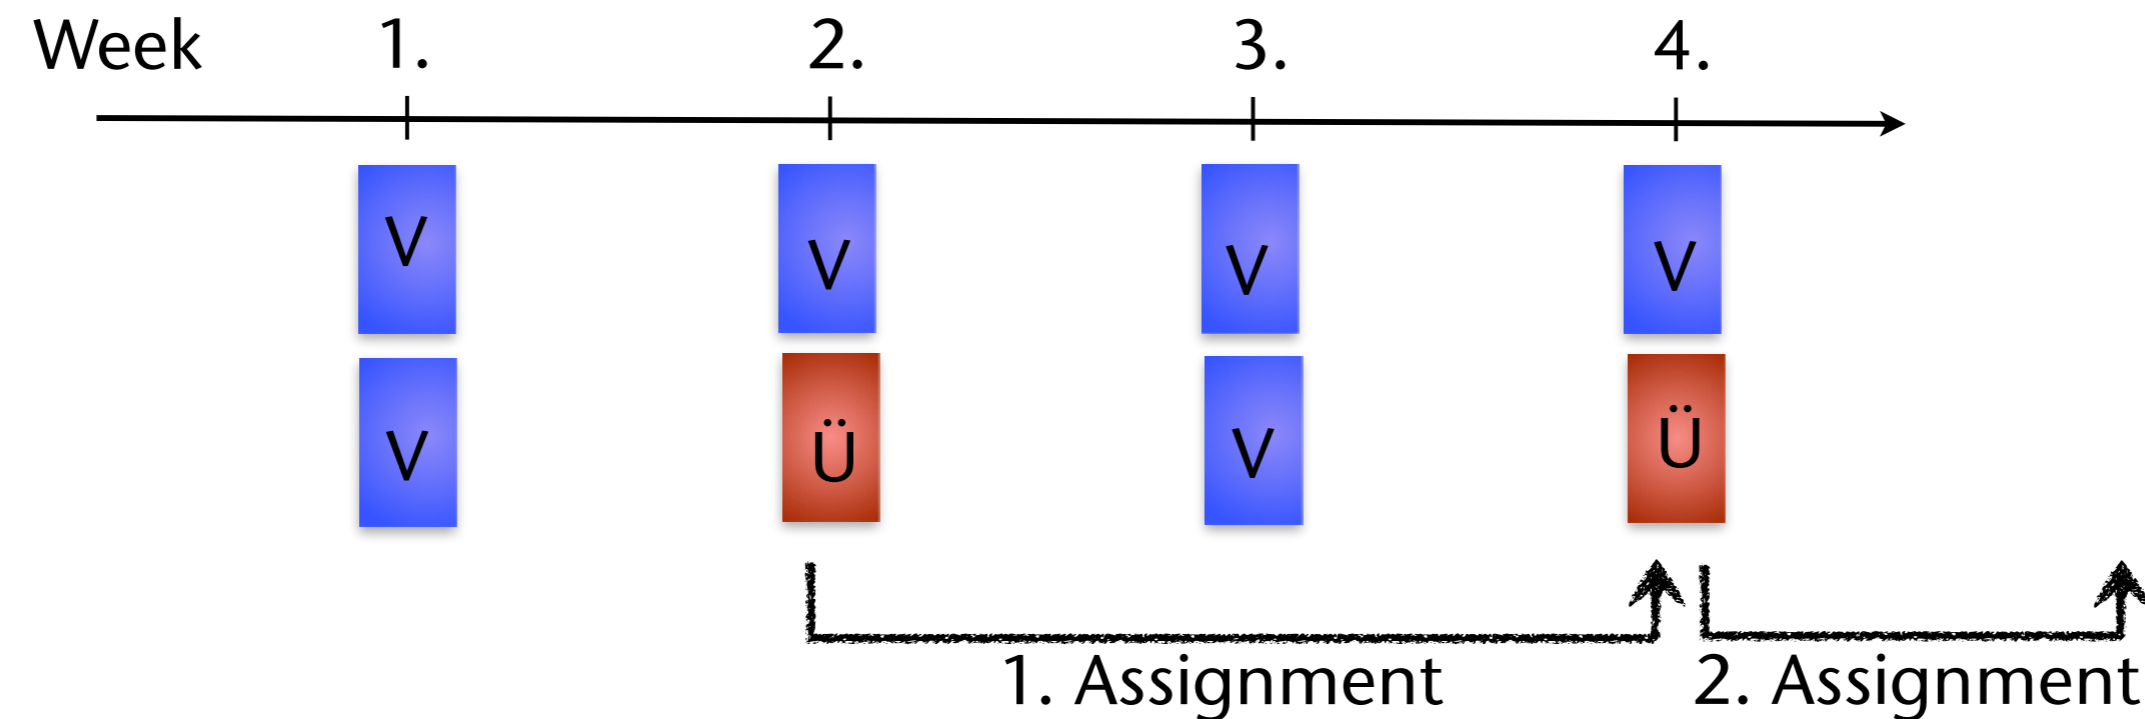 Week 1. 2. 3. 4.
V V V V
V Ü V Ü
1. Assignment 2. Assignment